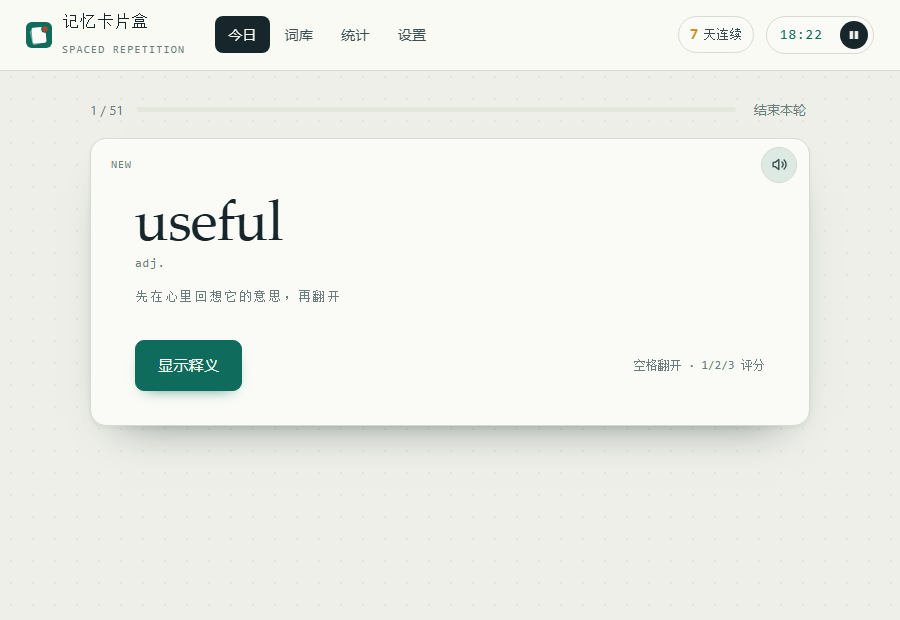 记忆卡片盒
SPACED REPETITION
今日 词库 统计 设置
7 天连续
18:22
1 / 51
结束本轮
NEW
useful
adj.
先在心里回想它的意思，再翻开
显示释义
空格翻开 · 1/2/3 评分